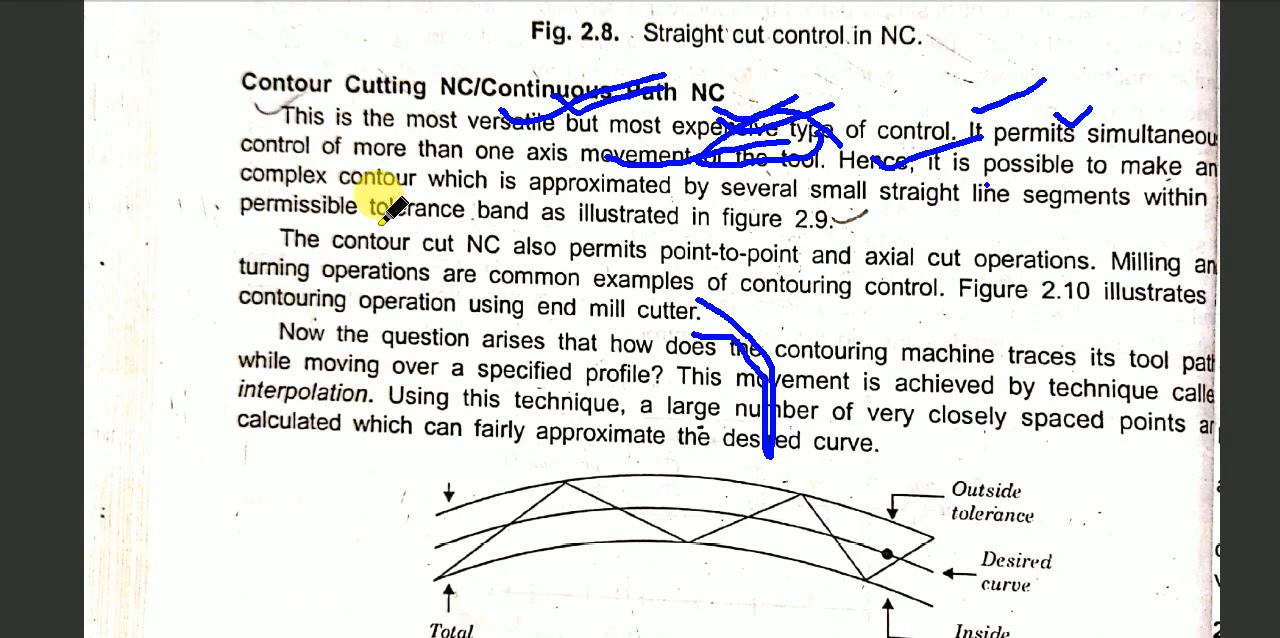 Fig. 2.8. Straight cut control in NC.
Contour Cutting NC/Continuous Path NC
This is the most versatile but most expensive type of control. It permits simultaneou
control of more than one axis movement of the tool. Hence, it is possible to make an
complex contour which is approximated by several small straight line segments within
permissible tolerance band as illustrated in figure 2.9.
The contour cut NC also permits point-to-point and axial cut operations. Milling an
turning operations are common examples of contouring control. Figure 2.10 illustrates
contouring operation using end mill cutter.
Now the question arises that how does the contouring machine traces its tool pat
while moving over a specified profile? This movement is achieved by technique calle
interpolation. Using this technique, a large number of very closely spaced points ar
calculated which can fairly approximate the desired curve.
Outside
tolerance
Desired
curve
Total
Inside